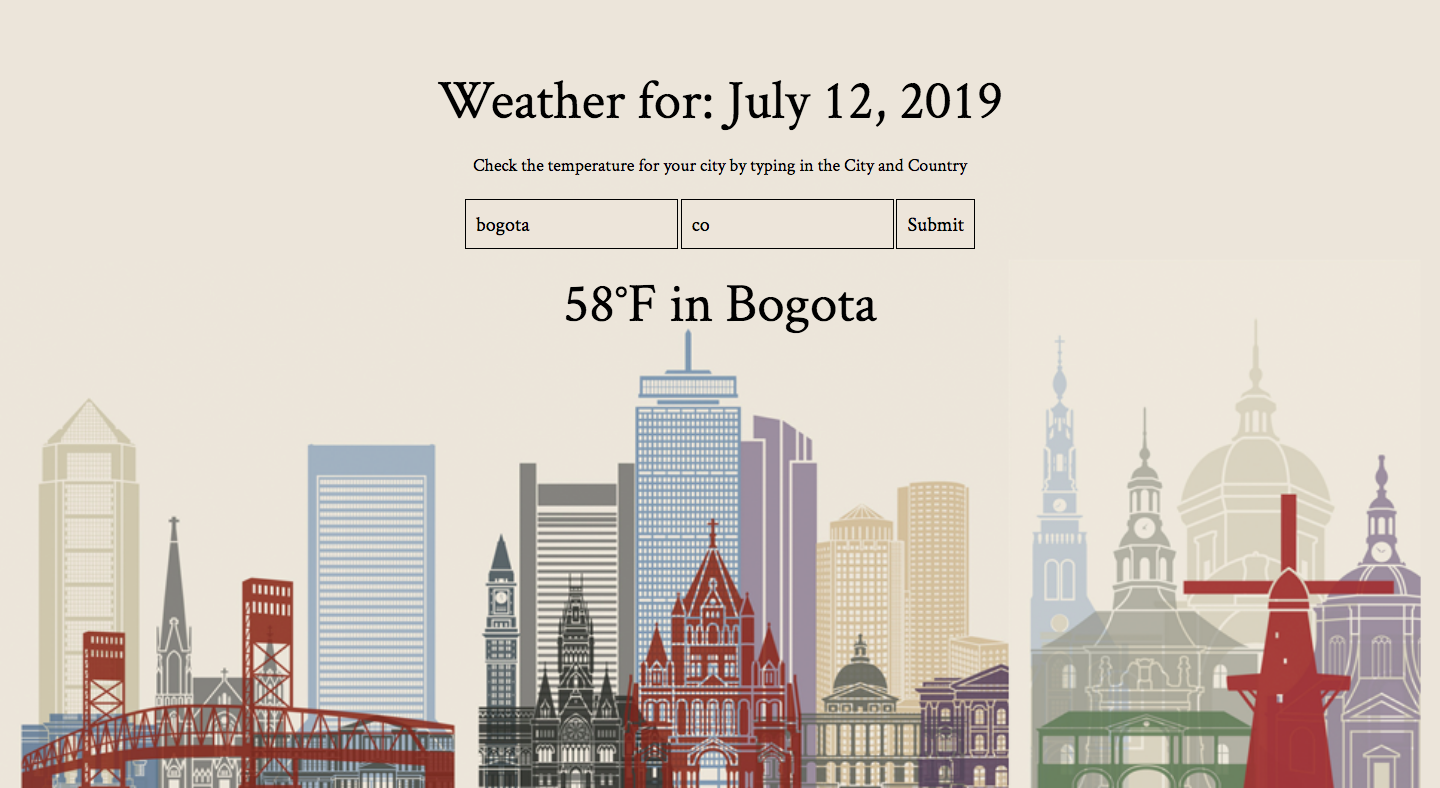 Weather for: July 12, 2019
Check the temperature for your city by typing in the City and Country
bogota co Submit
58°F in Bogota